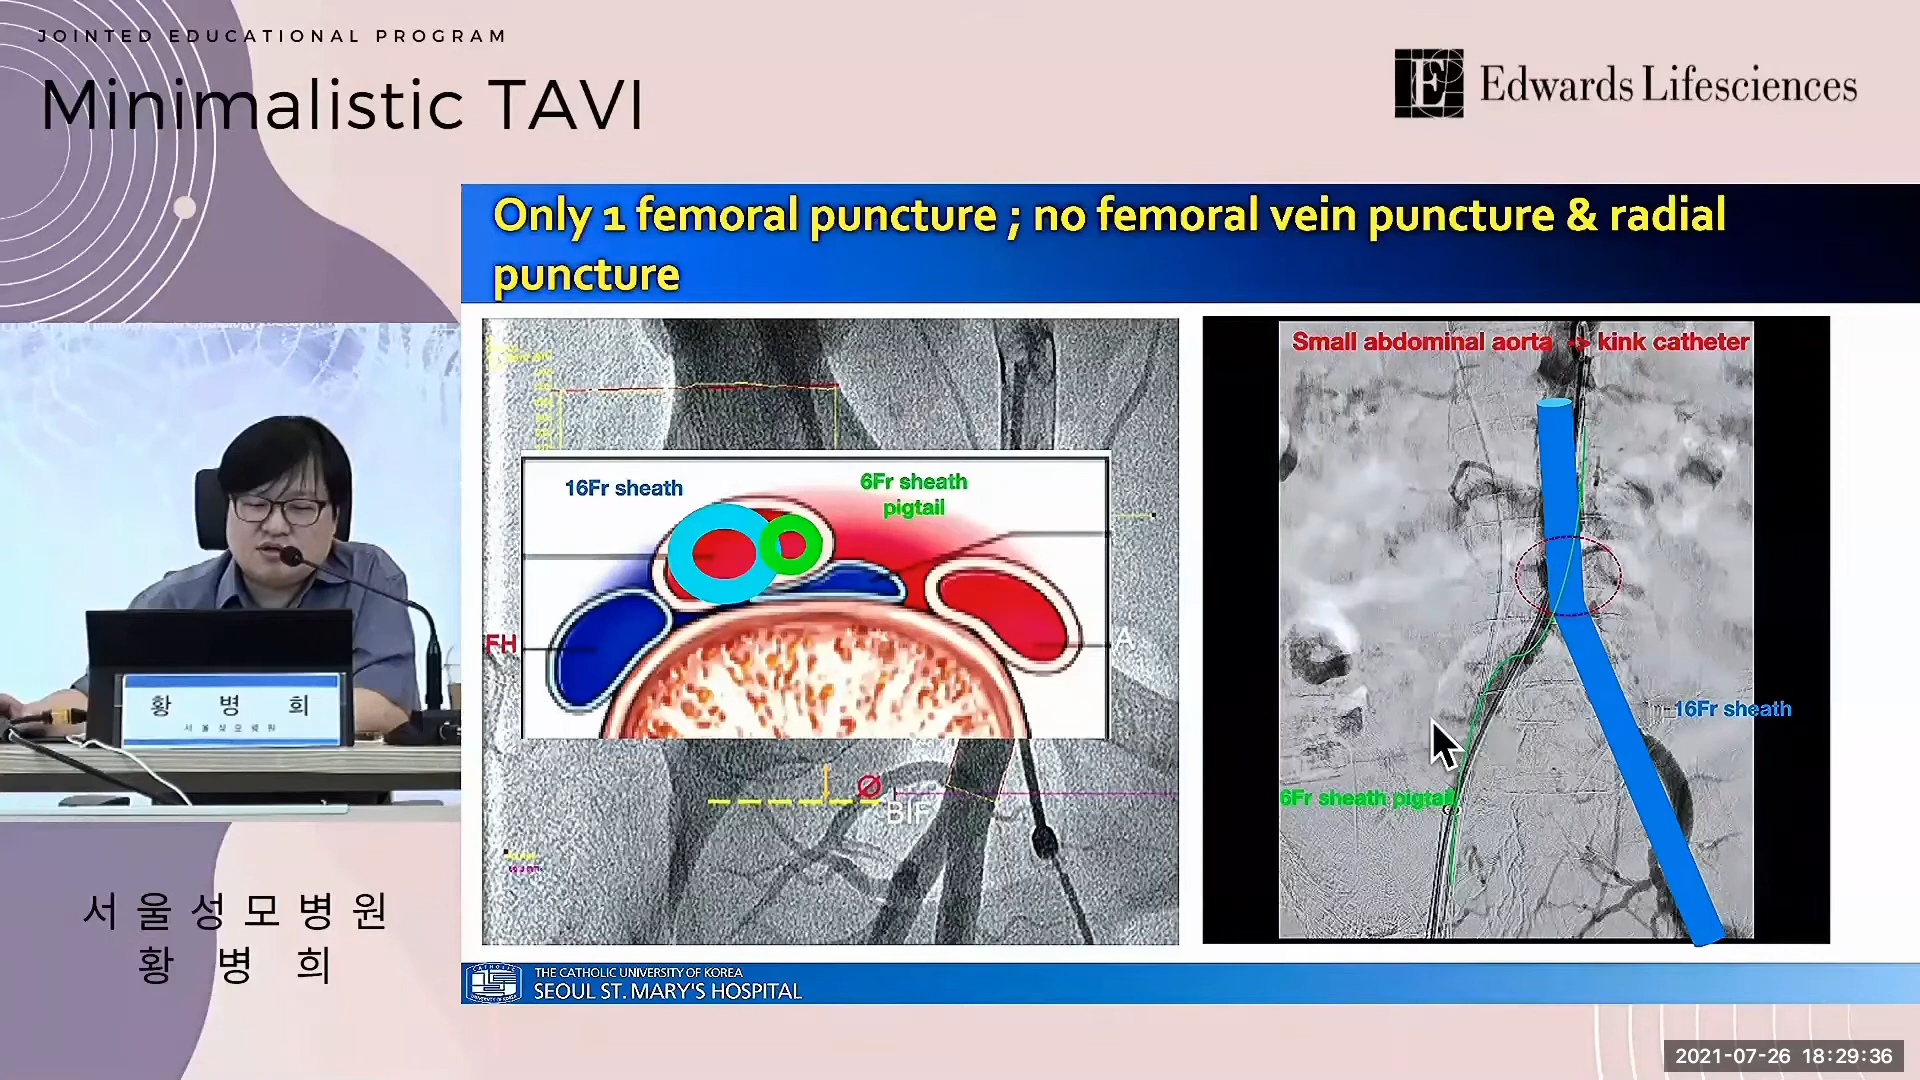 JOINTED EDUCATIONAL PROGRAM
Minimalistic TAVI
Edwards Lifesciences
Only 1 femoral puncture ; no femoral vein puncture & radial
puncture
16Fr sheath
6Fr sheath
pigtail
FH
A
BIF
Small abdominal aorta -> kink catheter
16Fr sheath
6Fr sheath pigtail
황 병 희
서울성모병원
서울성모병원
황 병 희
THE CATHOLIC UNIVERSITY OF KOREA
SEOUL ST. MARY'S HOSPITAL
2021-07-26 18:29:36